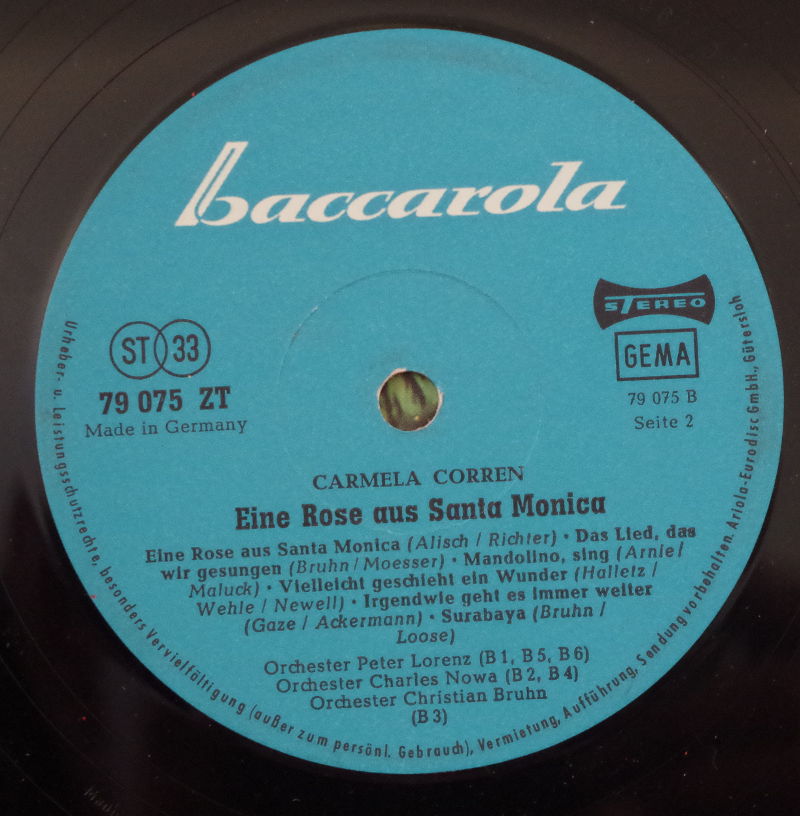 baccarola
STEREO
ST 33
GEMA
79 075 ZT
79 075 B
Made in Germany
Seite 2
CARMELA CORREN
Eine Rose aus Santa Monica
Eine Rose aus Santa Monica (Alisch / Richter) · Das Lied, das
wir gesungen (Bruhn / Moesser) · Mandolino, sing (Arnie /
Maluck) · Vielleicht geschieht ein Wunder (Halletz /
Wehle / Newell) · Irgendwie geht es immer weiter
(Gaze / Ackermann) · Surabaya (Bruhn /
Loose)
Orchester Peter Lorenz (B 1, B 5, B 6)
Orchester Charles Nowa (B 2, B 4)
Orchester Christian Bruhn
(B 3)
Urheber- u. Leistungsschutzrechte, besonders Vervielfältigung (außer zum persönl. Gebrauch), Vermietung, Aufführung, Sendung vorbehalten. Ariola-Eurodisc GmbH., Gütersloh